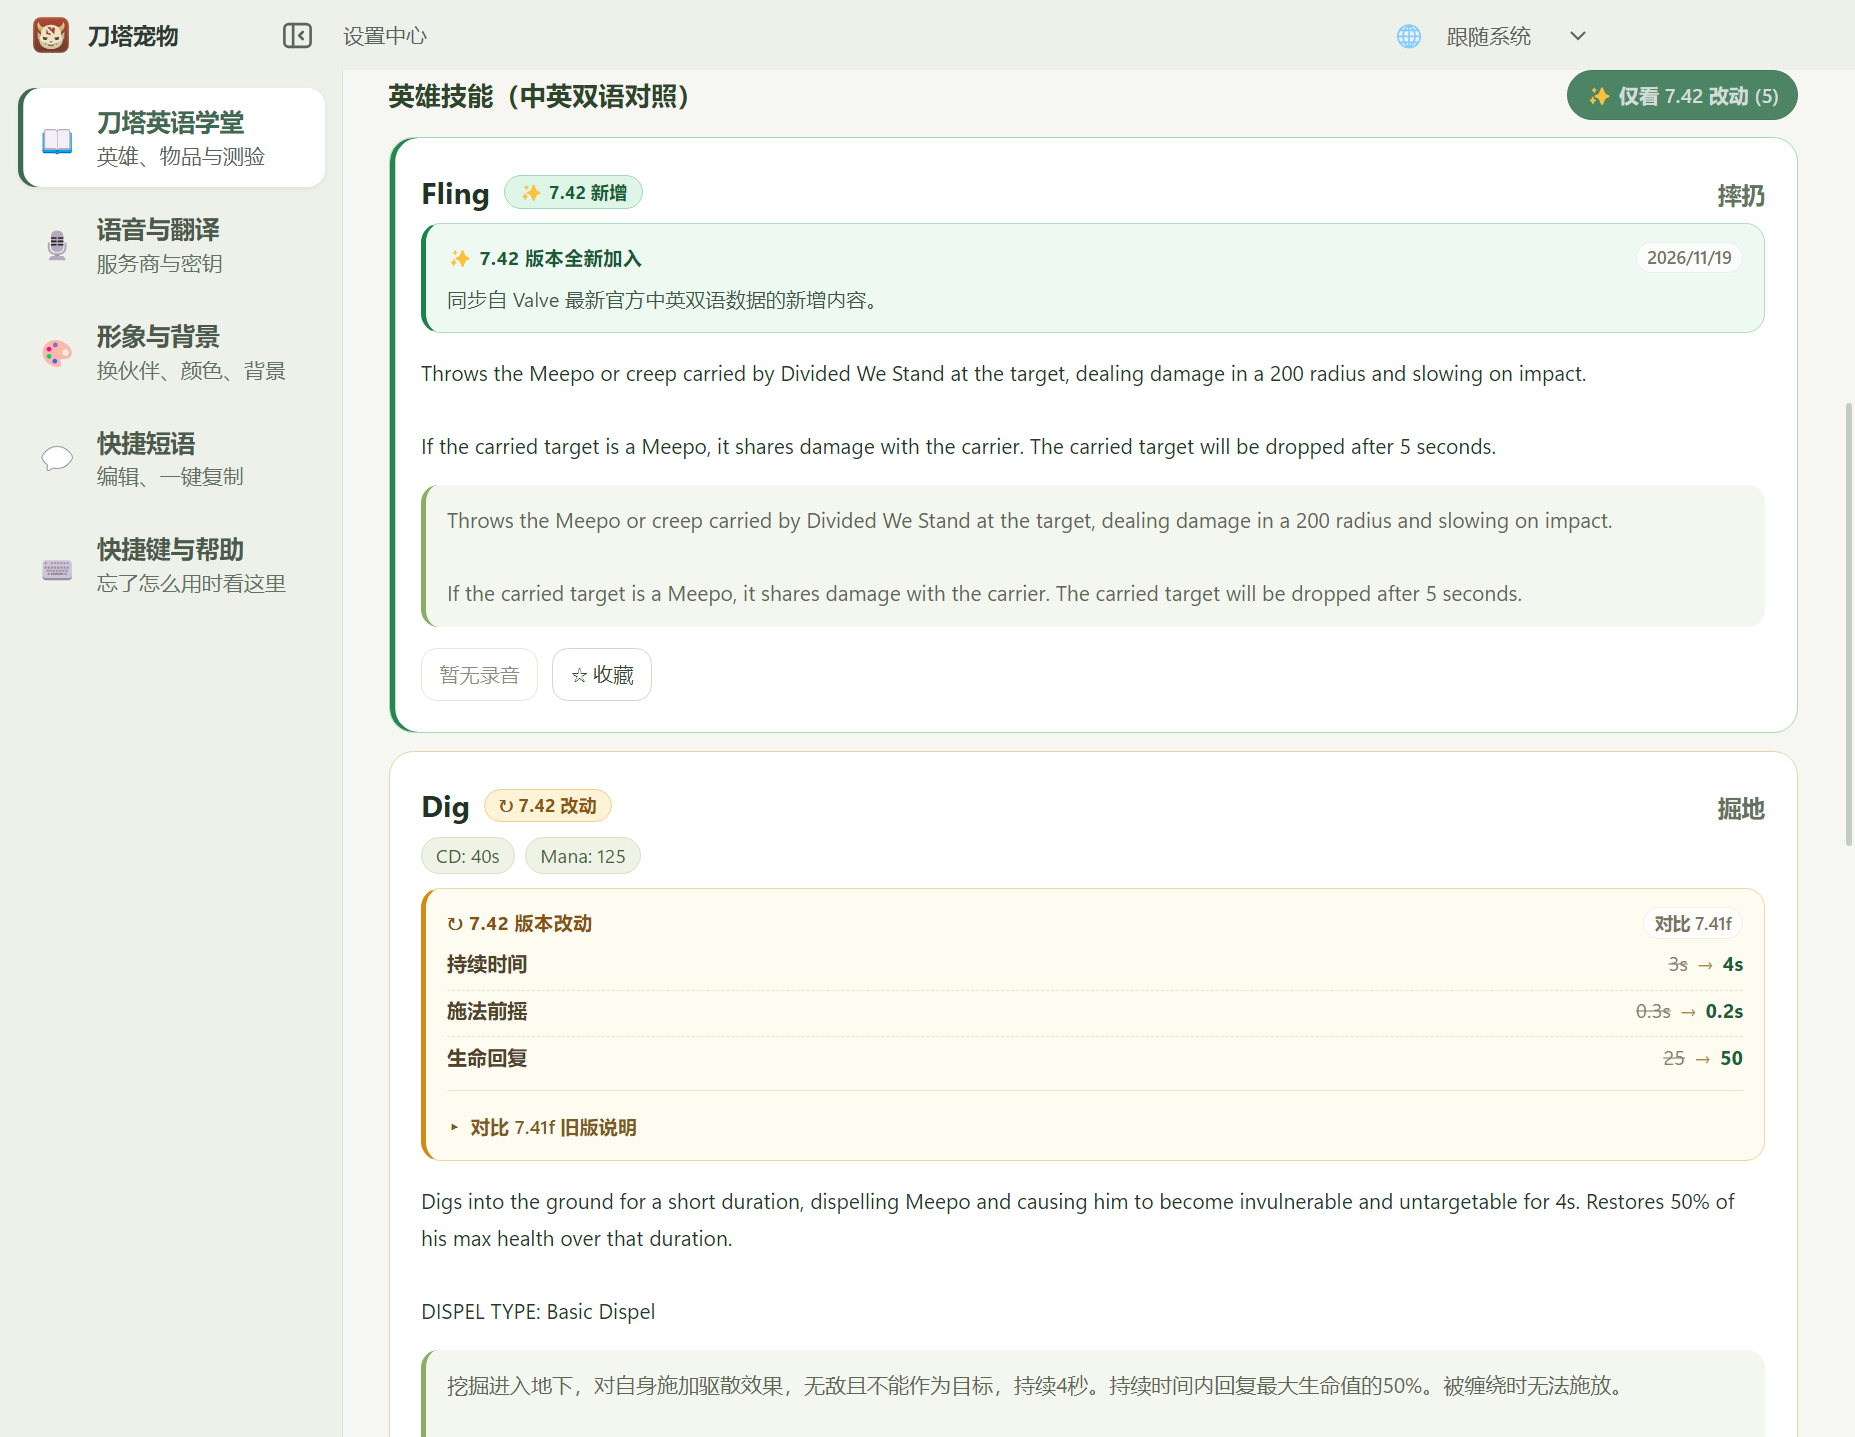 刀塔宠物
设置中心
跟随系统
刀塔英语学堂
英雄、物品与测验
语音与翻译
服务商与密钥
形象与背景
换伙伴、颜色、背景
快捷短语
编辑、一键复制
快捷键与帮助
忘了怎么用时看这里
英雄技能（中英双语对照）
✨ 仅看 7.42 改动 (5)
Fling
✨ 7.42 新增
摔扔
✨ 7.42 版本全新加入
2026/11/19
同步自 Valve 最新官方中英双语数据的新增内容。
Throws the Meepo or creep carried by Divided We Stand at the target, dealing damage in a 200 radius and slowing on impact.
If the carried target is a Meepo, it shares damage with the carrier. The carried target will be dropped after 5 seconds.
Throws the Meepo or creep carried by Divided We Stand at the target, dealing damage in a 200 radius and slowing on impact.
If the carried target is a Meepo, it shares damage with the carrier. The carried target will be dropped after 5 seconds.
暂无录音
☆ 收藏
Dig
↻ 7.42 改动
掘地
CD: 40s
Mana: 125
↻ 7.42 版本改动
对比 7.41f
持续时间
3s → 4s
施法前摇
0.3s → 0.2s
生命回复
25 → 50
▸ 对比 7.41f 旧版说明
Digs into the ground for a short duration, dispelling Meepo and causing him to become invulnerable and untargetable for 4s. Restores 50% of
his max health over that duration.
DISPEL TYPE: Basic Dispel
挖掘进入地下，对自身施加驱散效果，无敌且不能作为目标，持续4秒。持续时间内回复最大生命值的50%。被缠绕时无法施放。